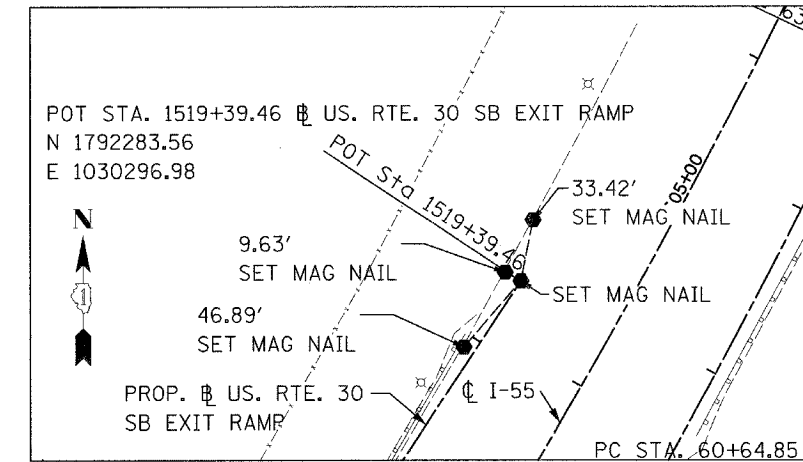 63
POT STA. 1519+39.46 ℄ US. RTE. 30 SB EXIT RAMP
N 1792283.56
E 1030296.98
POT Sta 1519+39.46
05+00
33.42'
SET MAG NAIL
N
9.63'
SET MAG NAIL
SET MAG NAIL
46.89'
SET MAG NAIL
PROP. ℄ US. RTE. 30
SB EXIT RAMP
℄ I-55
PC STA. 60+64.85